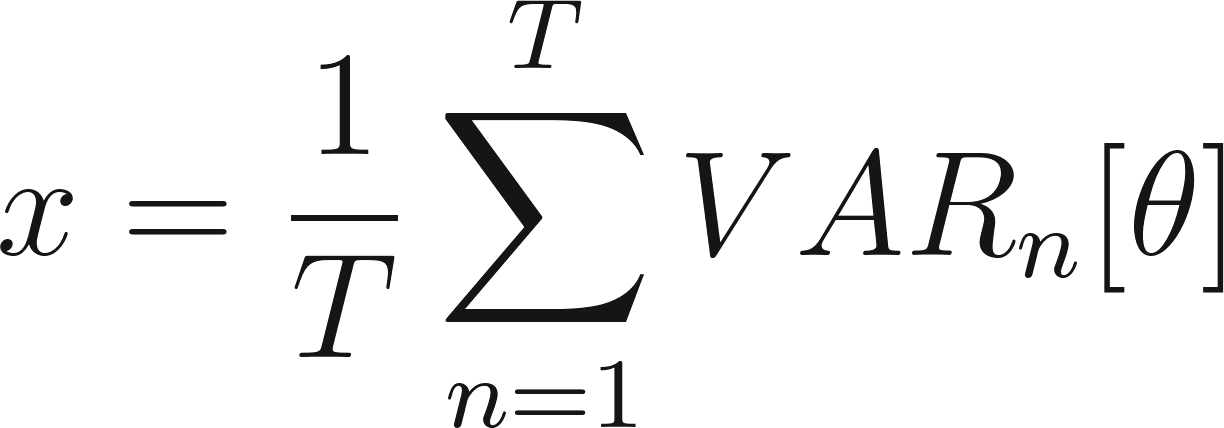 x = \frac{1}{T} \sum_{n=1}^{T} VAR_n[\theta]